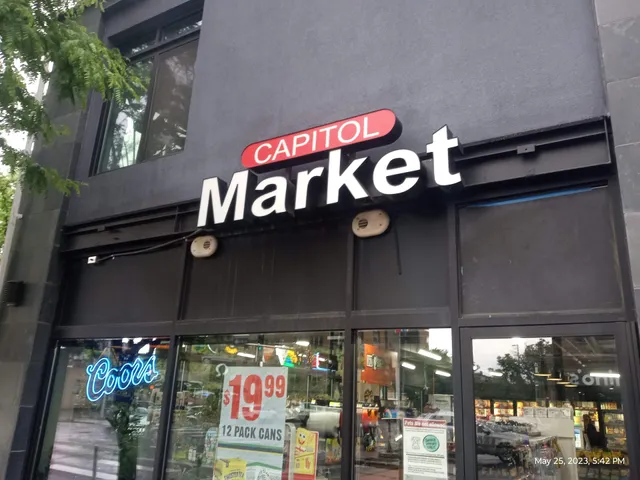 CAPITOL
Market
Coors
$19.99
12 PACK CANS
May 25, 2023, 5:42 PM